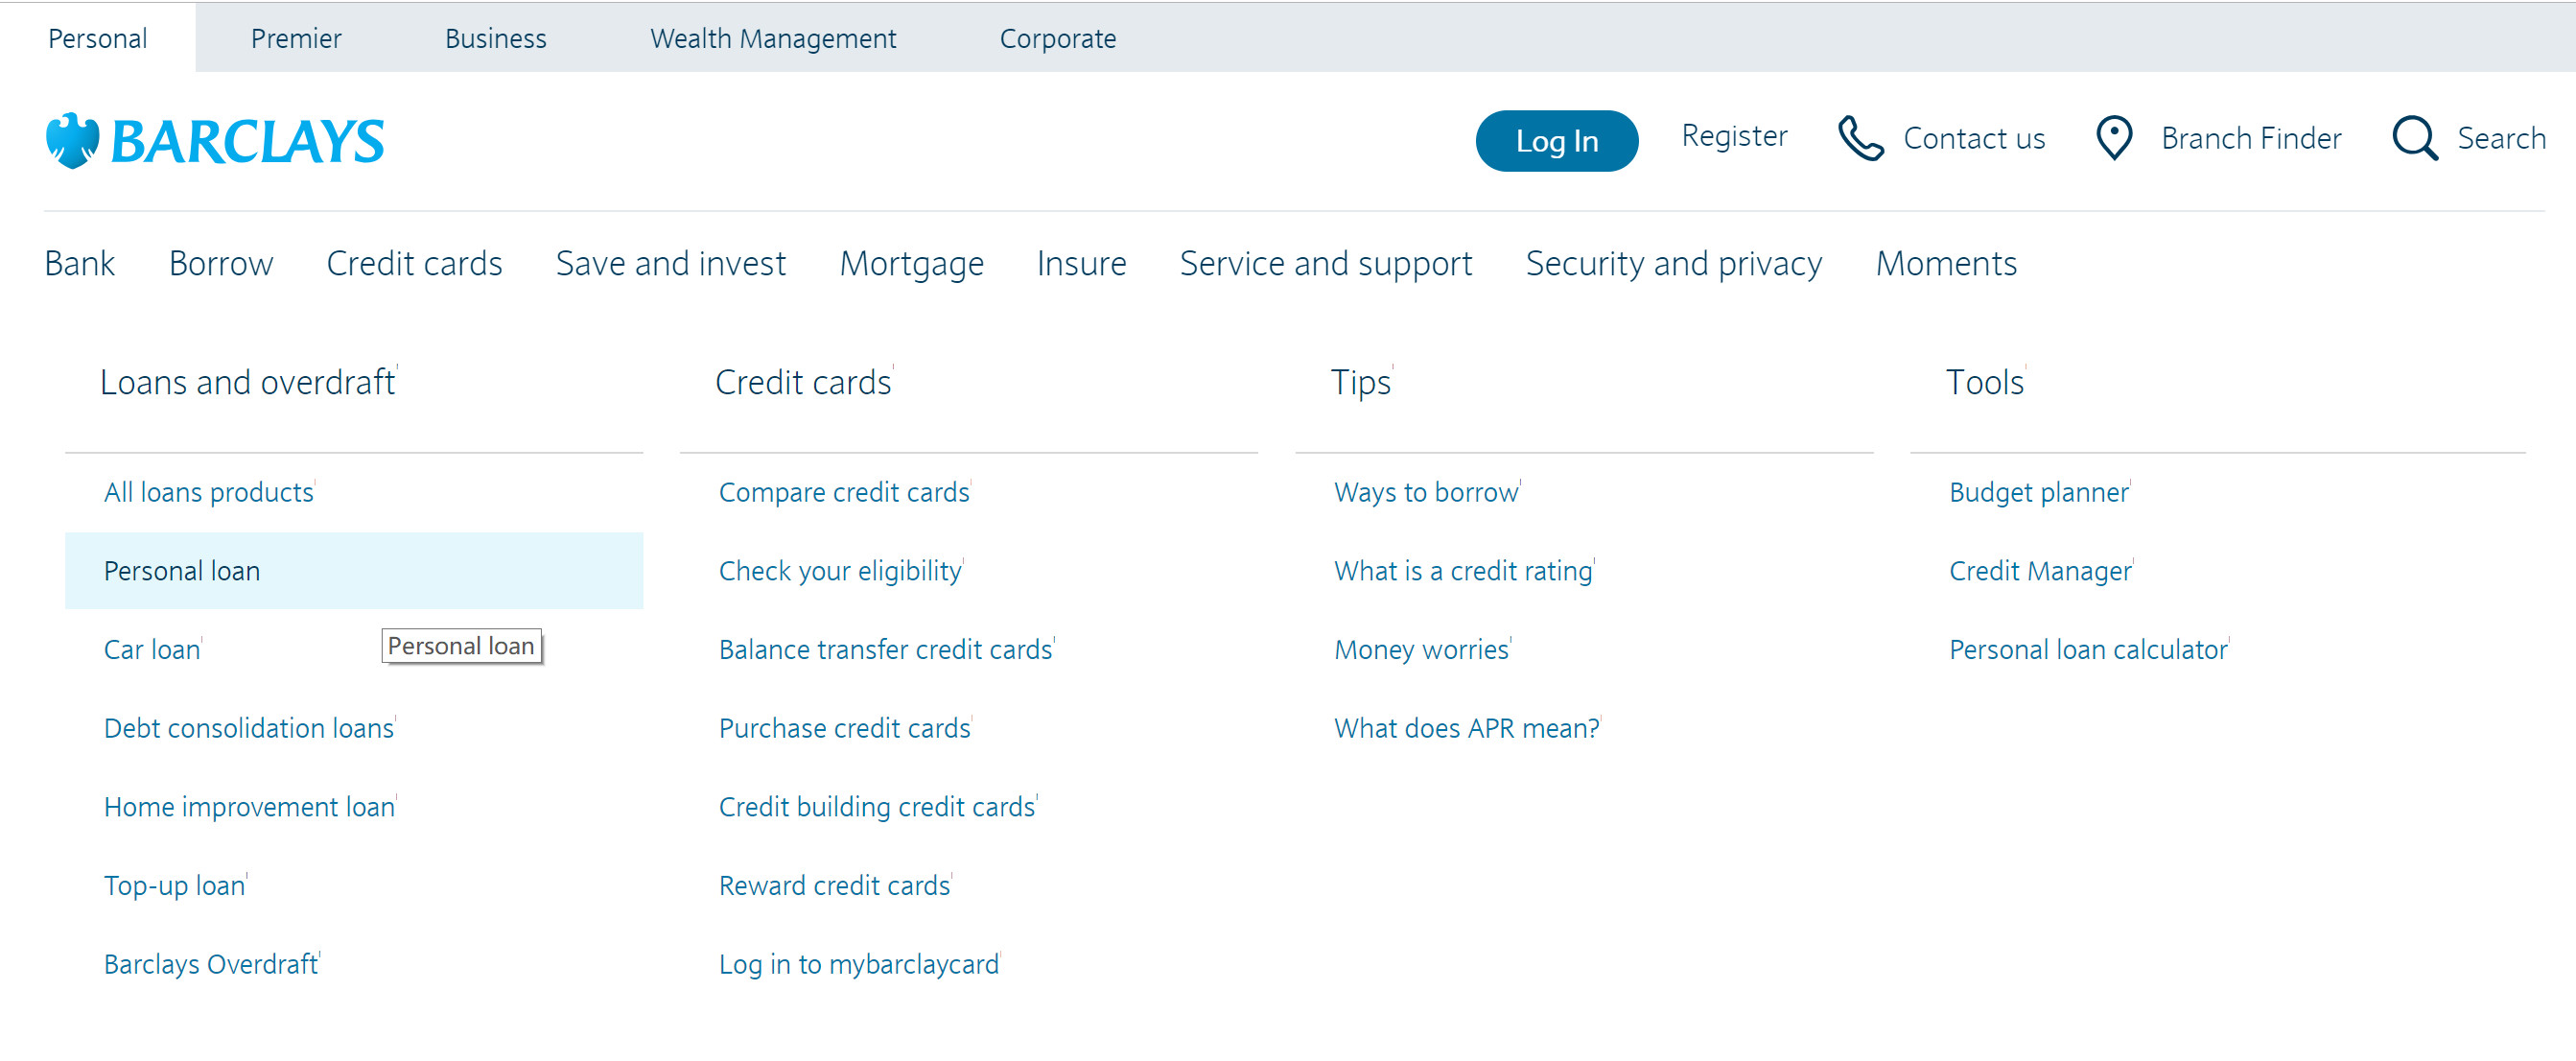 Personal Premier Business Wealth Management Corporate
BARCLAYS Log In Register Contact us Branch Finder Search
Bank Borrow Credit cards Save and invest Mortgage Insure Service and support Security and privacy Moments
Loans and overdraft
All loans products
Personal loan
Car loan
Personal loan
Debt consolidation loans
Home improvement loan
Top-up loan
Barclays Overdraft
Credit cards
Compare credit cards
Check your eligibility
Balance transfer credit cards
Purchase credit cards
Credit building credit cards
Reward credit cards
Log in to mybarclaycard
Tips
Ways to borrow
What is a credit rating
Money worries
What does APR mean?
Tools
Budget planner
Credit Manager
Personal loan calculator